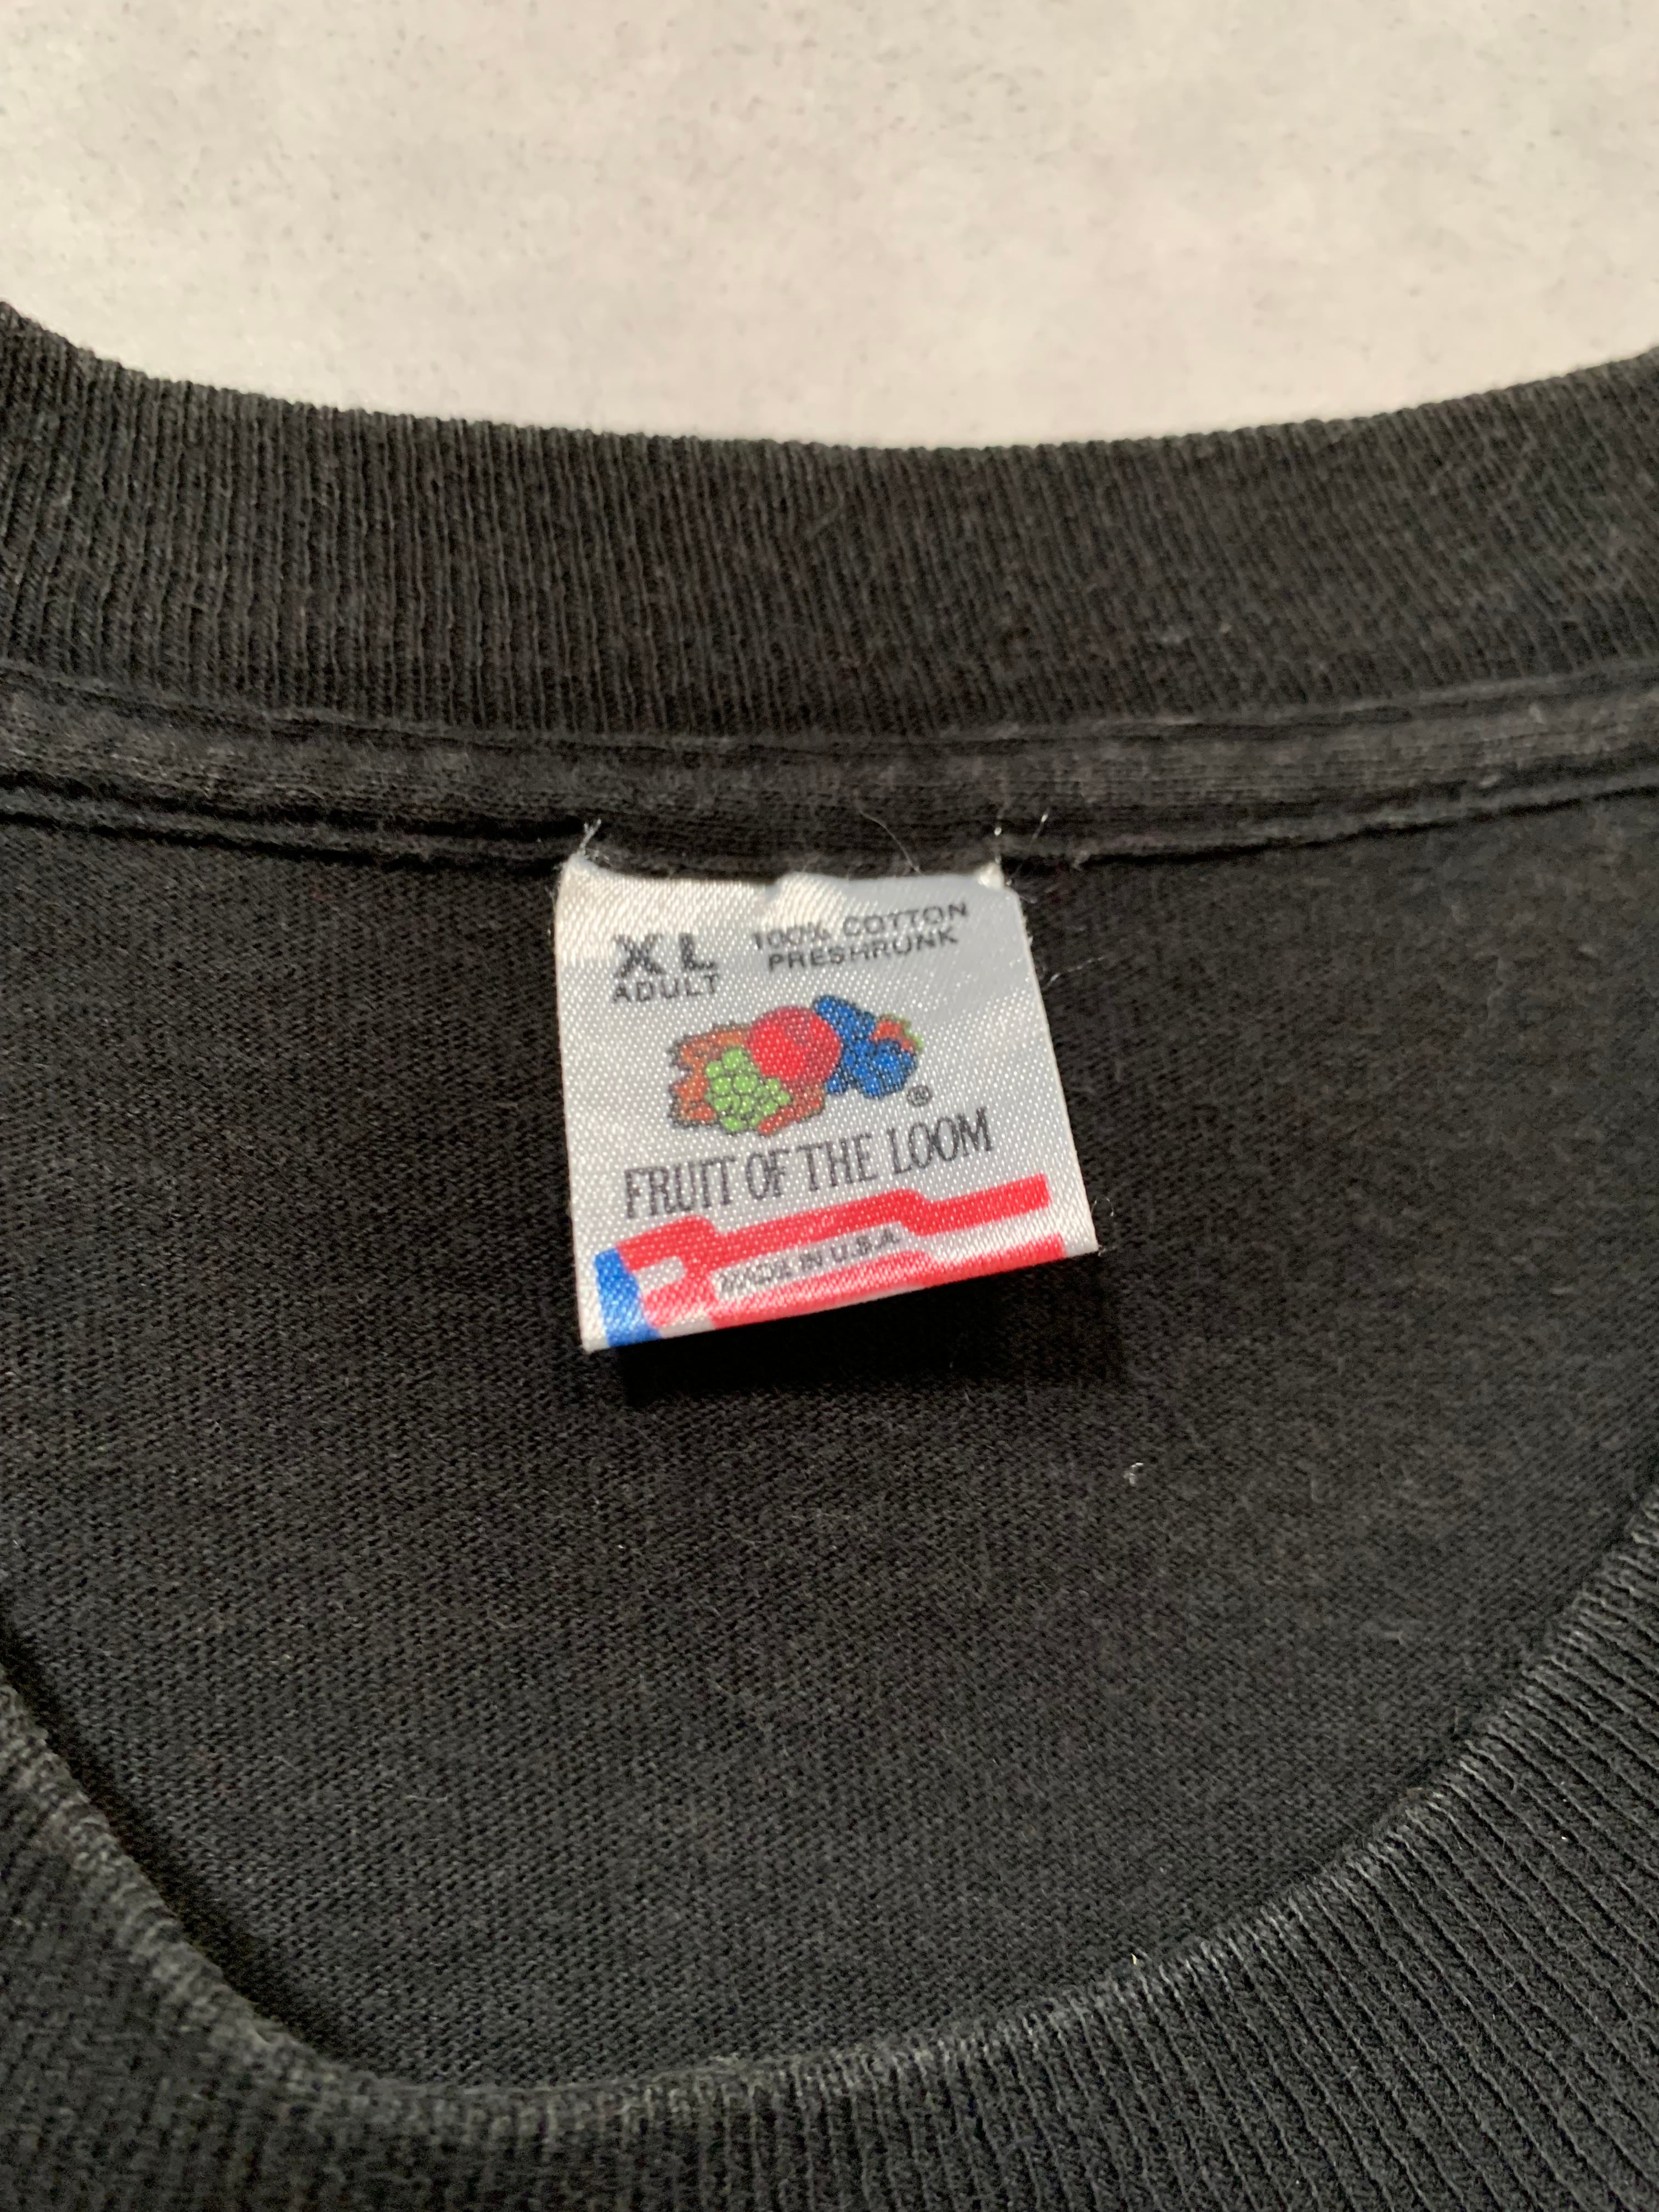 XL
ADULT
100% COTTON
PRESHRUNK
®
FRUIT OF THE LOOM
MADE IN U.S.A.